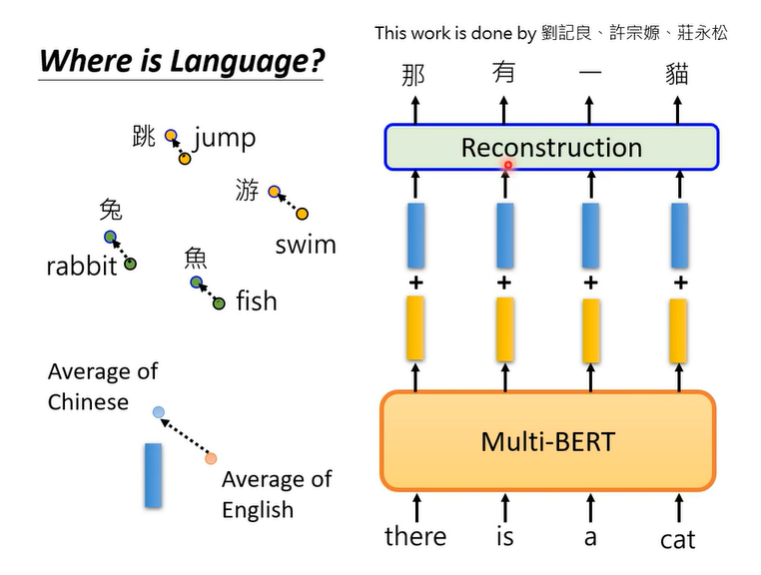 Where is Language?
跳 jump
游
swim
兔
rabbit
魚
fish
Average of
Chinese
Average of
English
This work is done by 劉記良、許宗嫄、莊永松
那 有 一 貓
Reconstruction
+ + + +
Multi-BERT
there is a cat